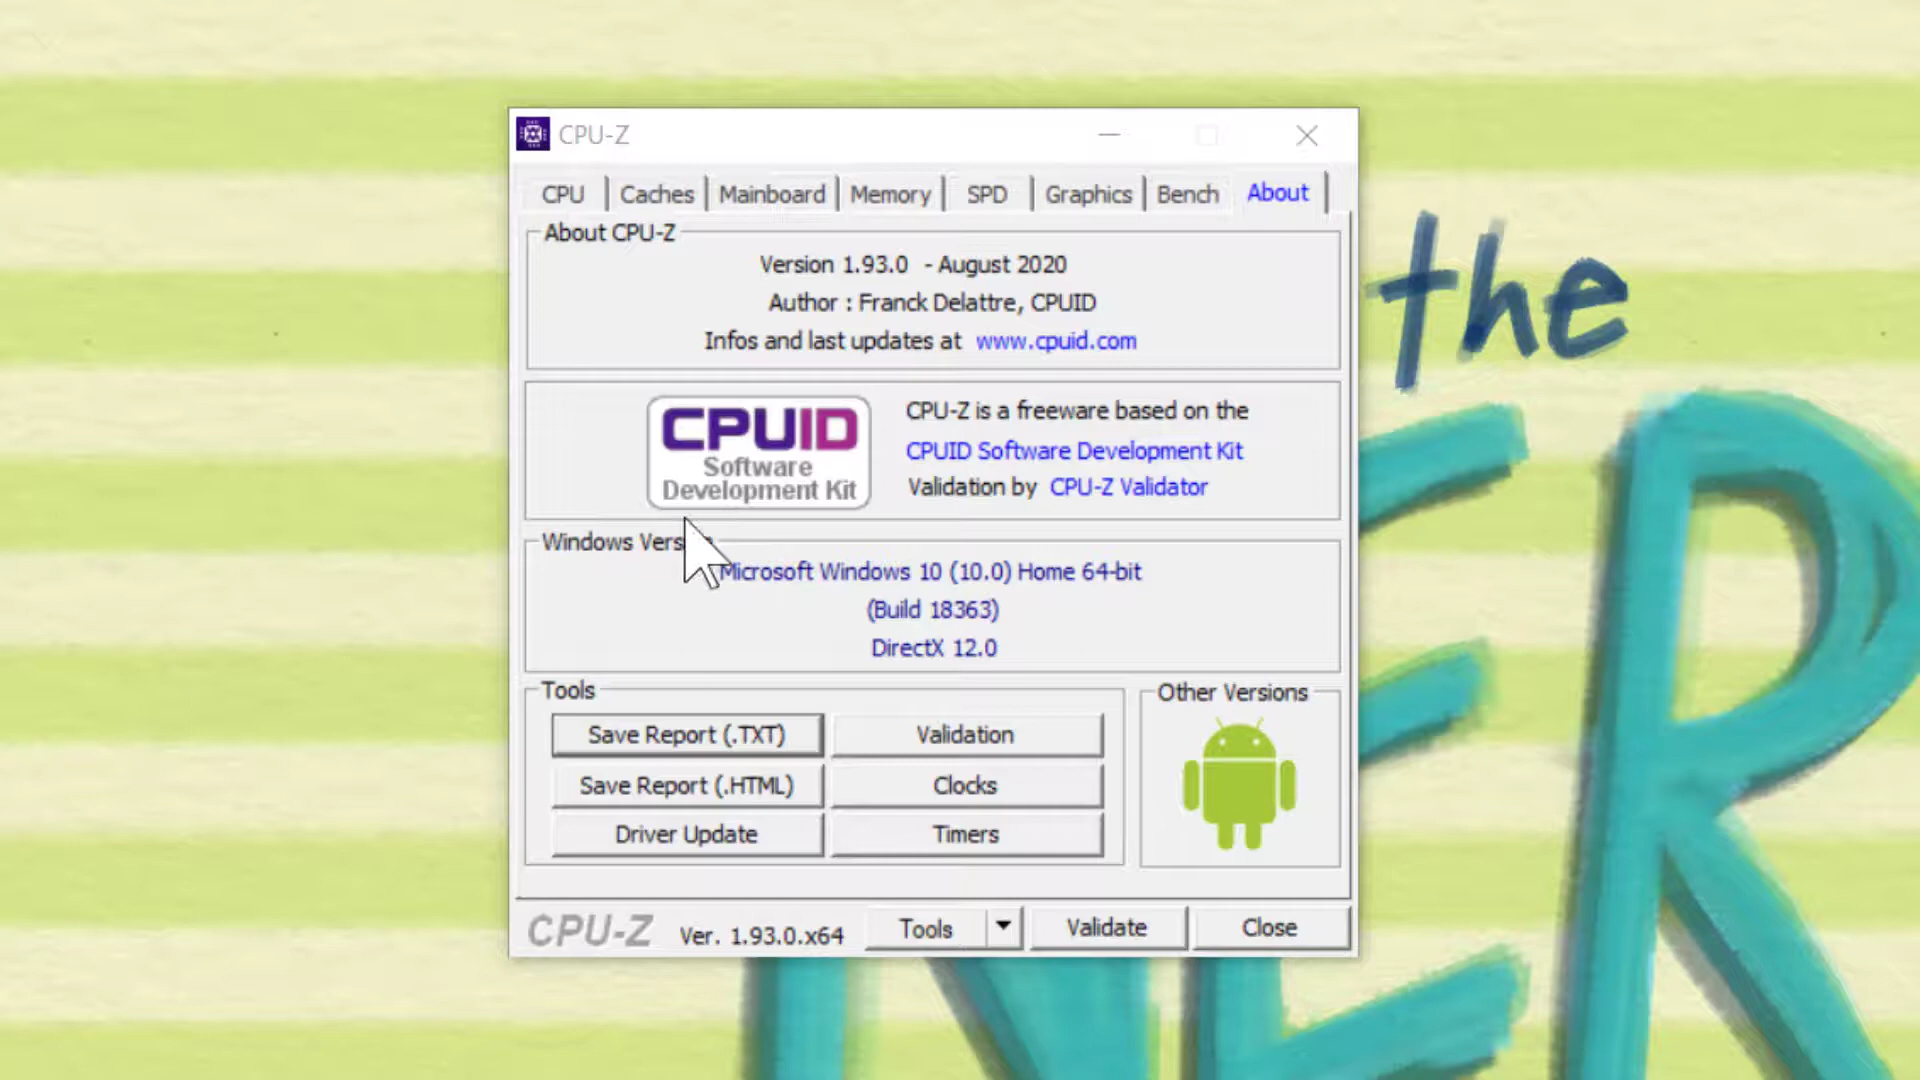 CPU-Z
CPU Caches Mainboard Memory SPD Graphics Bench About
About CPU-Z
Version 1.93.0 - August 2020
Author : Franck Delattre, CPUID
Infos and last updates at www.cpuid.com
CPUID
Software
Development Kit
CPU-Z is a freeware based on the
CPUID Software Development Kit
Validation by CPU-Z Validator
Windows
Microsoft Windows 10 (10.0) Home 64-bit
(Build 18363)
DirectX 12.0
Tools
Save Report (.TXT) Validation
Save Report (.HTML) Clocks
Driver Update Timers
Other Versions
CPU-Z Ver. 1.93.0.x64 Tools Validate Close
the
ER